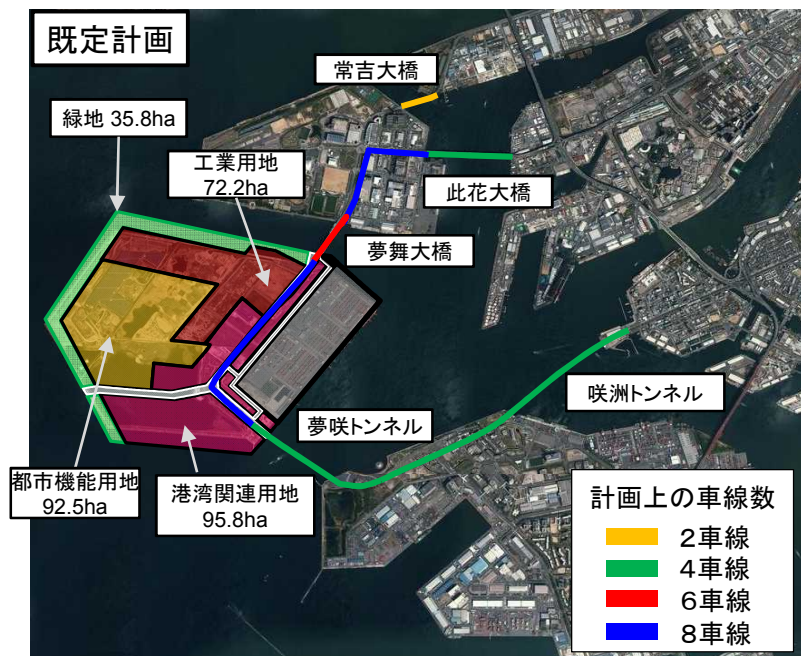 既定計画
常吉大橋
緑地 35.8ha
工業用地
72.2ha
此花大橋
夢舞大橋
咲洲トンネル
夢咲トンネル
都市機能用地
92.5ha
港湾関連用地
95.8ha
計画上の車線数
2車線
4車線
6車線
8車線